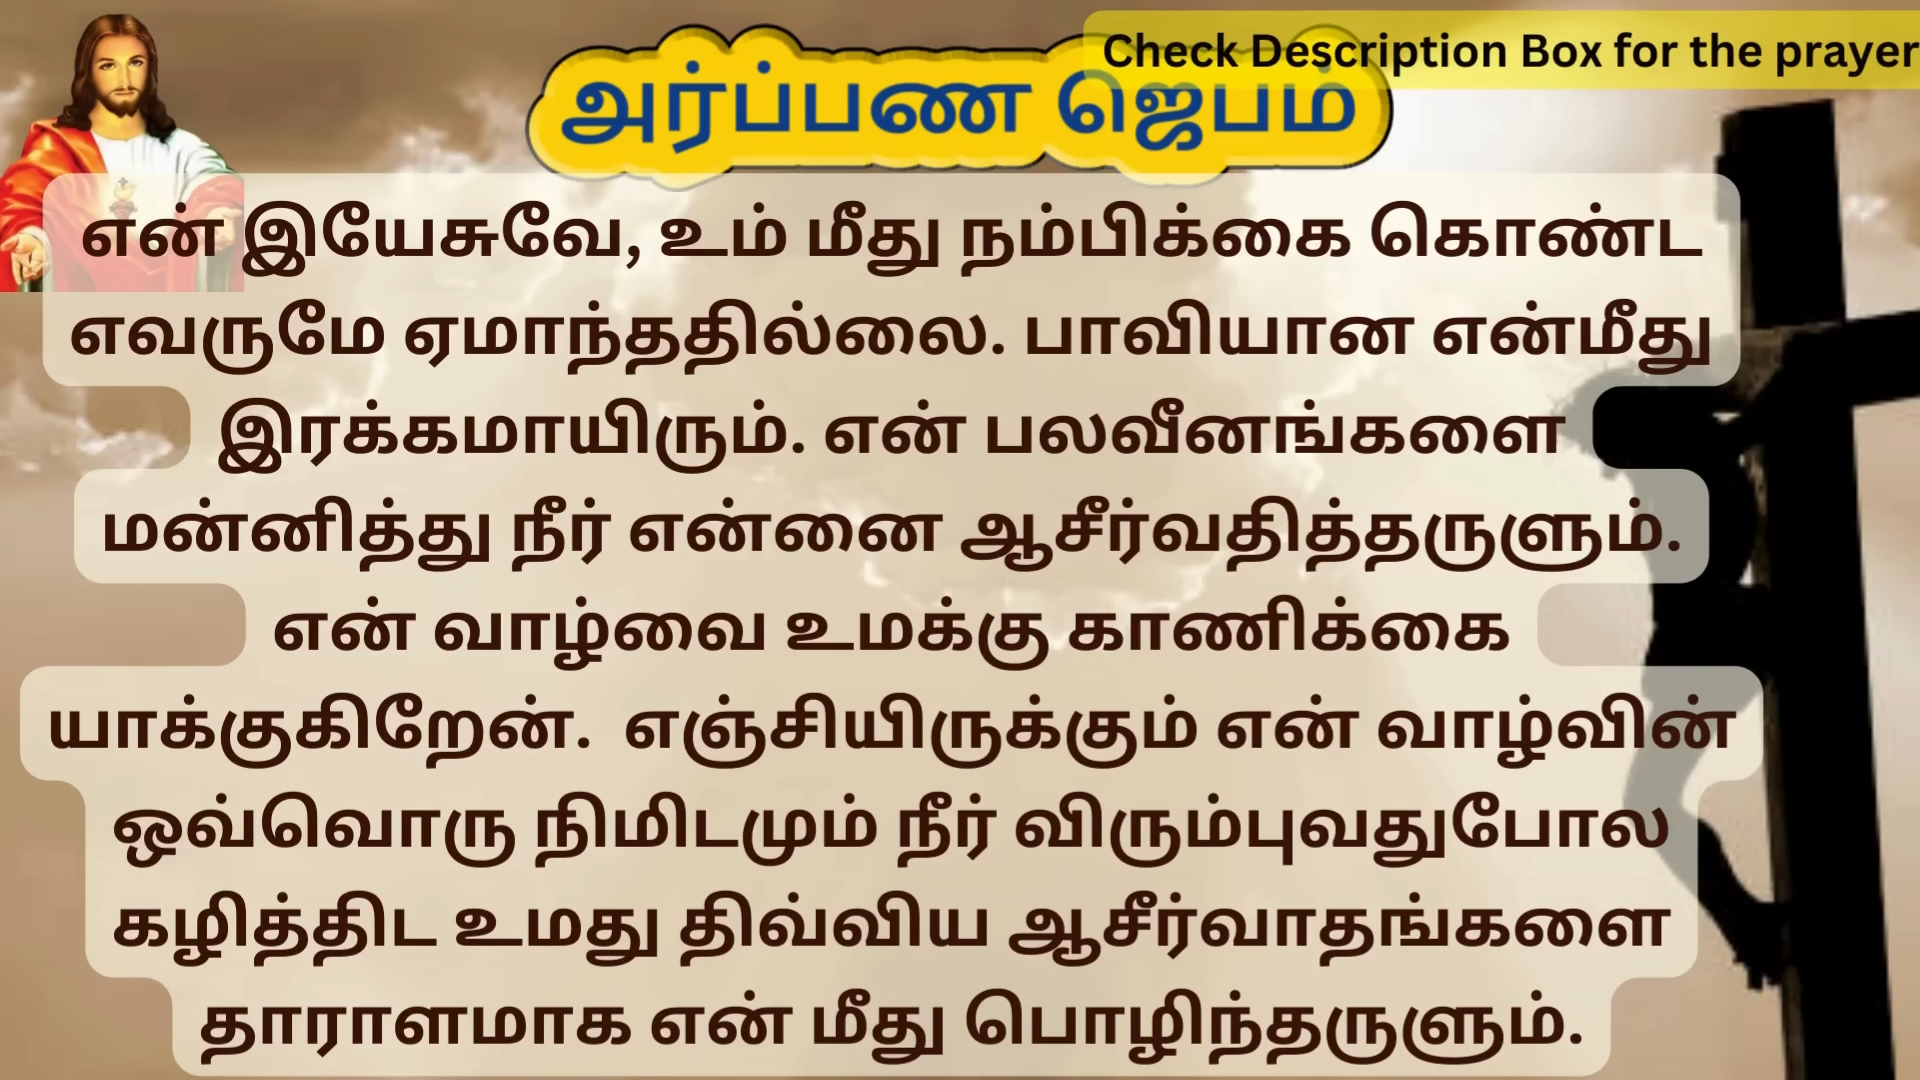 Check Description Box for the prayer
அர்ப்பண ஜெபம்
என் இயேசுவே, உம் மீது நம்பிக்கை கொண்ட
எவருமே ஏமாந்ததில்லை. பாவியான என்மீது
இரக்கமாயிரும். என் பலவீனங்களை
மன்னித்து நீர் என்னை ஆசீர்வதித்தருளும்.
என் வாழ்வை உமக்கு காணிக்கை
யாக்குகிறேன். எஞ்சியிருக்கும் என் வாழ்வின்
ஒவ்வொரு நிமிடமும் நீர் விரும்புவதுபோல
கழித்திட உமது திவ்விய ஆசீர்வாதங்களை
தாராளமாக என் மீது பொழிந்தருளும்.